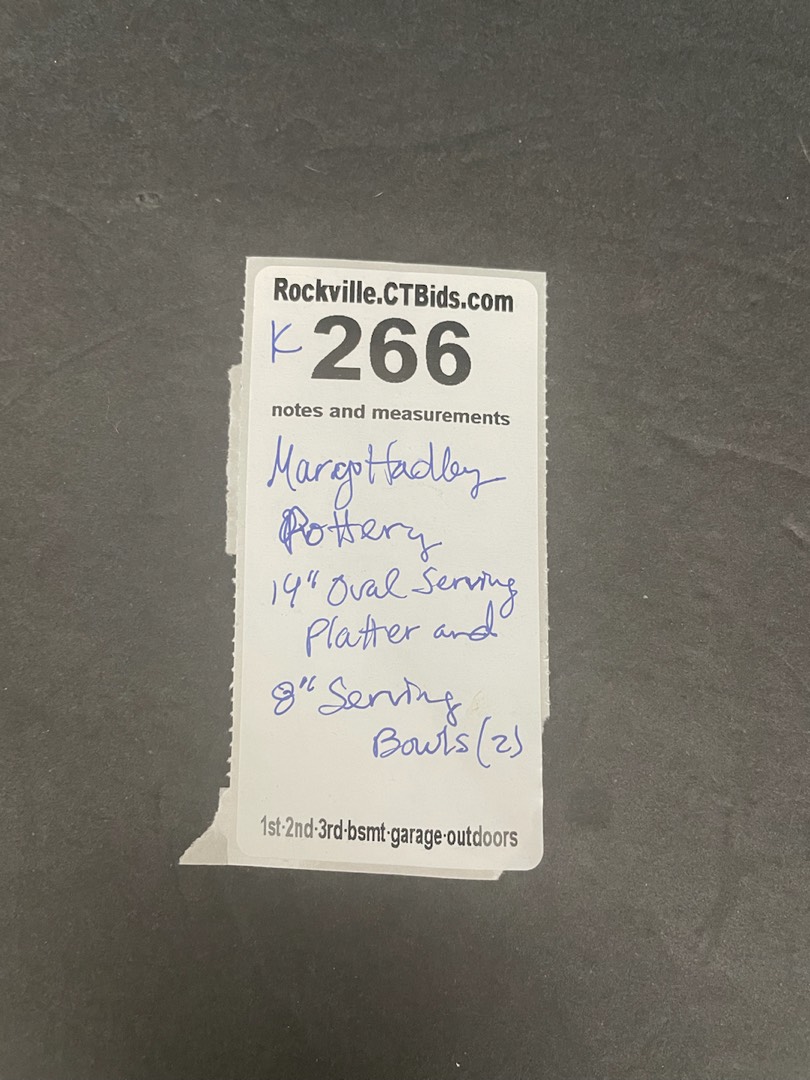 Rockville.CTBids.com
K 266
notes and measurements
Margo Hadley
Pottery
14" Oval Serving
Platter and
8" Serving
Bowls (2)
1st·2nd·3rd·bsmt·garage·outdoors